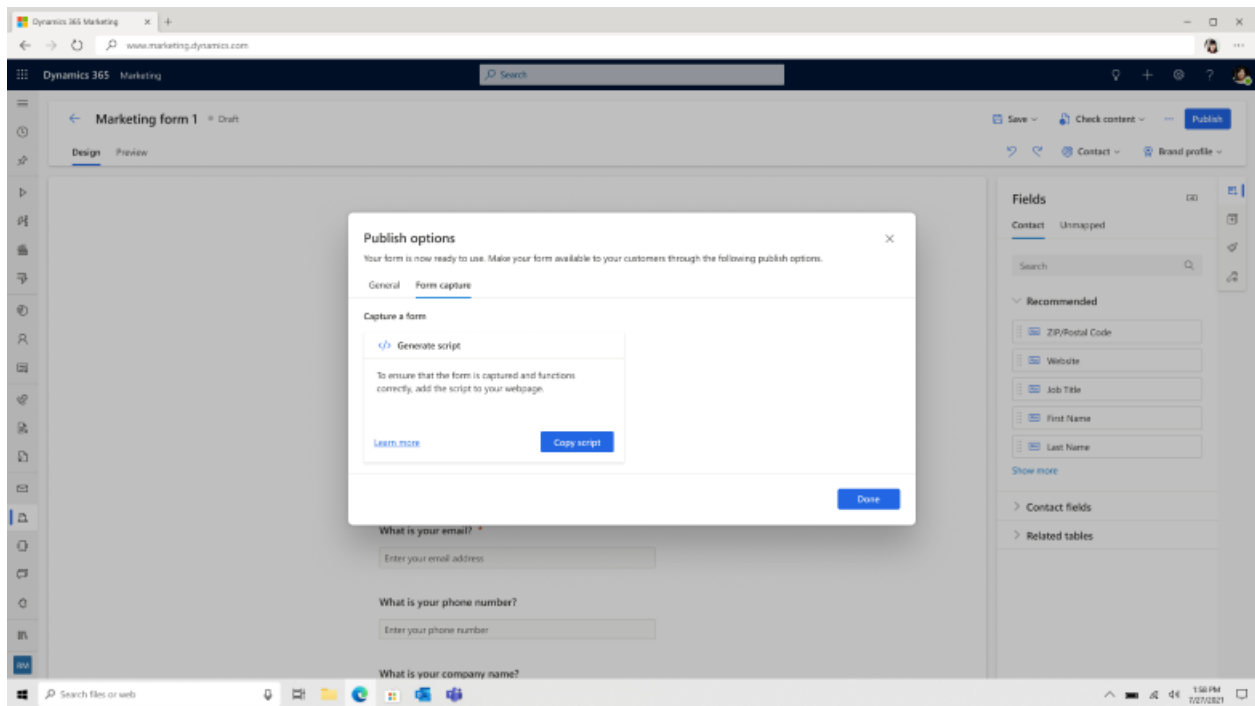 Dynamics 365 Marketing
www.marketing.dynamics.com
Dynamics 365 Marketing
Search
Marketing form 1 Draft
Save
Check content
Publish
Design Preview
Contact
Brand profile
Publish options
Your form is now ready to use. Make your form available to your customers through the following publish options.
General Form capture
Capture a form
</> Generate script
To ensure that the form is captured and functions
correctly, add the script to your webpage.
Learn more
Copy script
Done
What is your email? *
Enter your email address
What is your phone number?
Enter your phone number
What is your company name?
Fields
Contact Unmapped
Search
Recommended
ZIP/Postal Code
Website
Job Title
First Name
Last Name
Show more
Contact fields
Related tables
RM
Search files or web
1:58 PM
7/27/2021